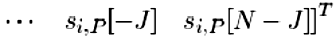 ⋯ s_{i,P}[-J] s_{i,P}[N - J]]^T